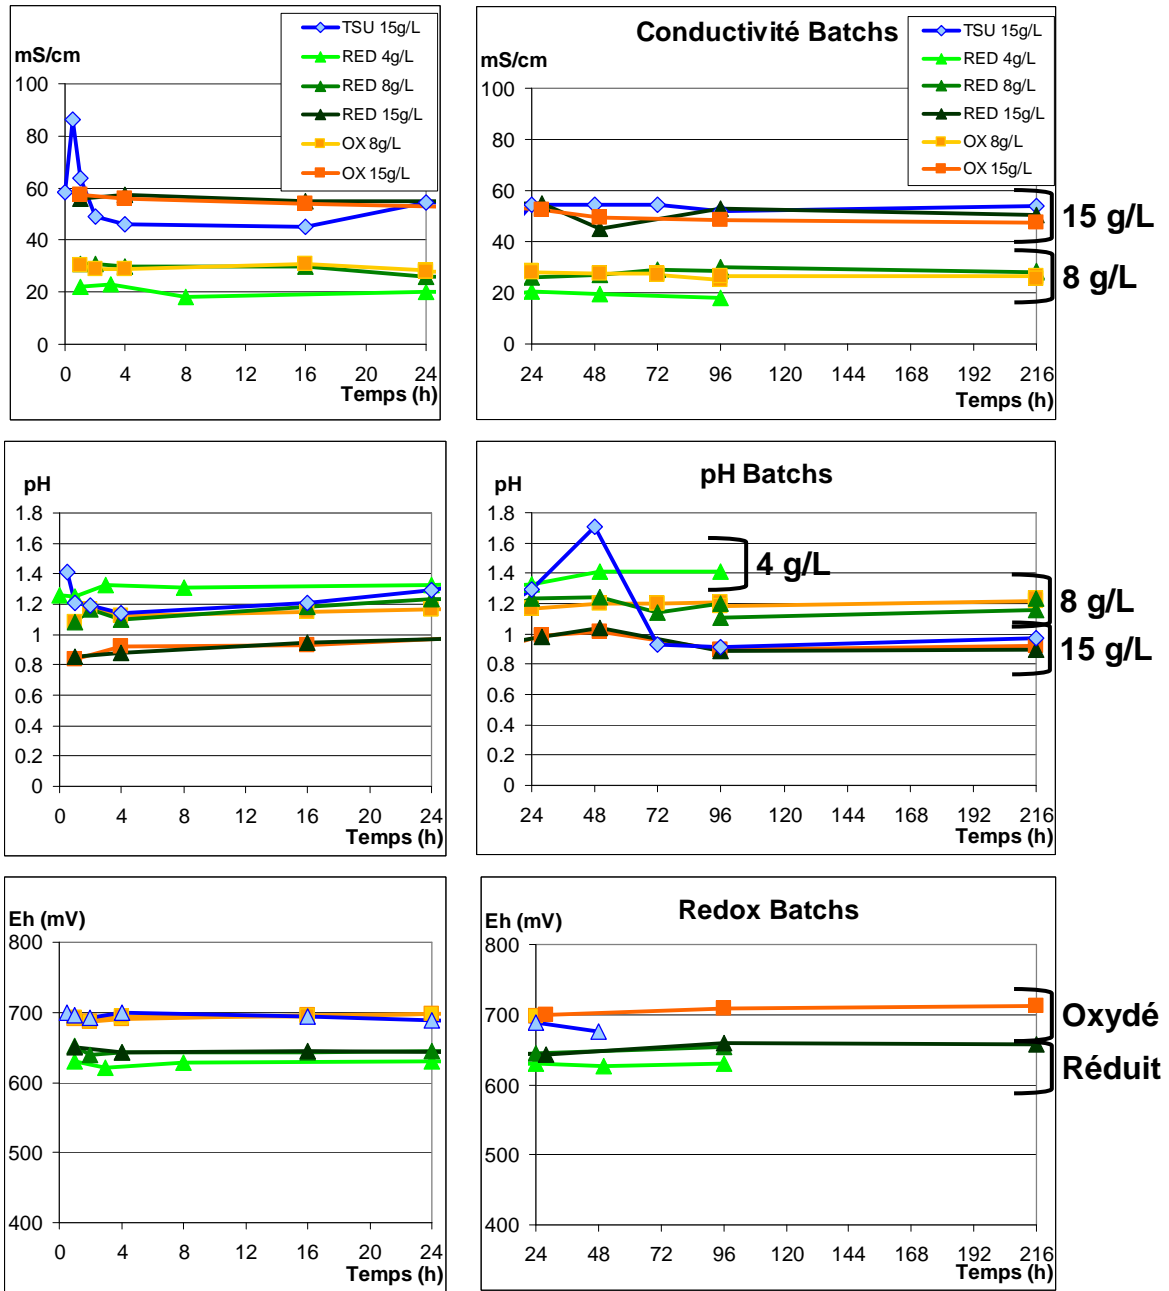 TSU 15g/L
RED 4g/L
RED 8g/L
RED 15g/L
OX 8g/L
OX 15g/L
mS/cm
100
80
60
40
20
0
0 4 8 12 16 20 24
Temps (h)
Conductivité Batchs
TSU 15g/L
RED 4g/L
RED 8g/L
RED 15g/L
OX 8g/L
OX 15g/L
mS/cm
100
80
60
40
20
0
24 48 72 96 120 144 168 192 216
Temps (h)
15 g/L
8 g/L
pH
1.8
1.6
1.4
1.2
1
0.8
0.6
0.4
0.2
0
0 4 8 12 16 20 24
Temps (h)
pH Batchs
pH
1.8
1.6
1.4
1.2
1
0.8
0.6
0.4
0.2
0
24 48 72 96 120 144 168 192 216
Temps (h)
4 g/L
8 g/L
15 g/L
Eh (mV)
800
700
600
500
400
0 4 8 12 16 20 24
Temps (h)
Redox Batchs
Eh (mV)
800
700
600
500
400
24 48 72 96 120 144 168 192 216
Temps (h)
Oxydé
Réduit